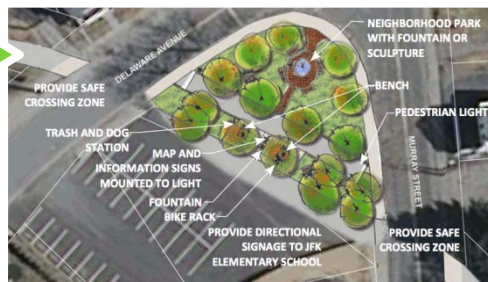 NEIGHBORHOOD PARK
WITH FOUNTAIN OR
SCULPTURE
DELAWARE AVENUE
PROVIDE SAFE
CROSSING ZONE
BENCH
PEDESTRIAN LIGHT
TRASH AND DOG
STATION
MAP AND
INFORMATION SIGNS
MOUNTED TO LIGHT
MURRAY STREET
FOUNTAIN
BIKE RACK
PROVIDE DIRECTIONAL
SIGNAGE TO JFK
ELEMENTARY SCHOOL
PROVIDE SAFE
CROSSING ZONE